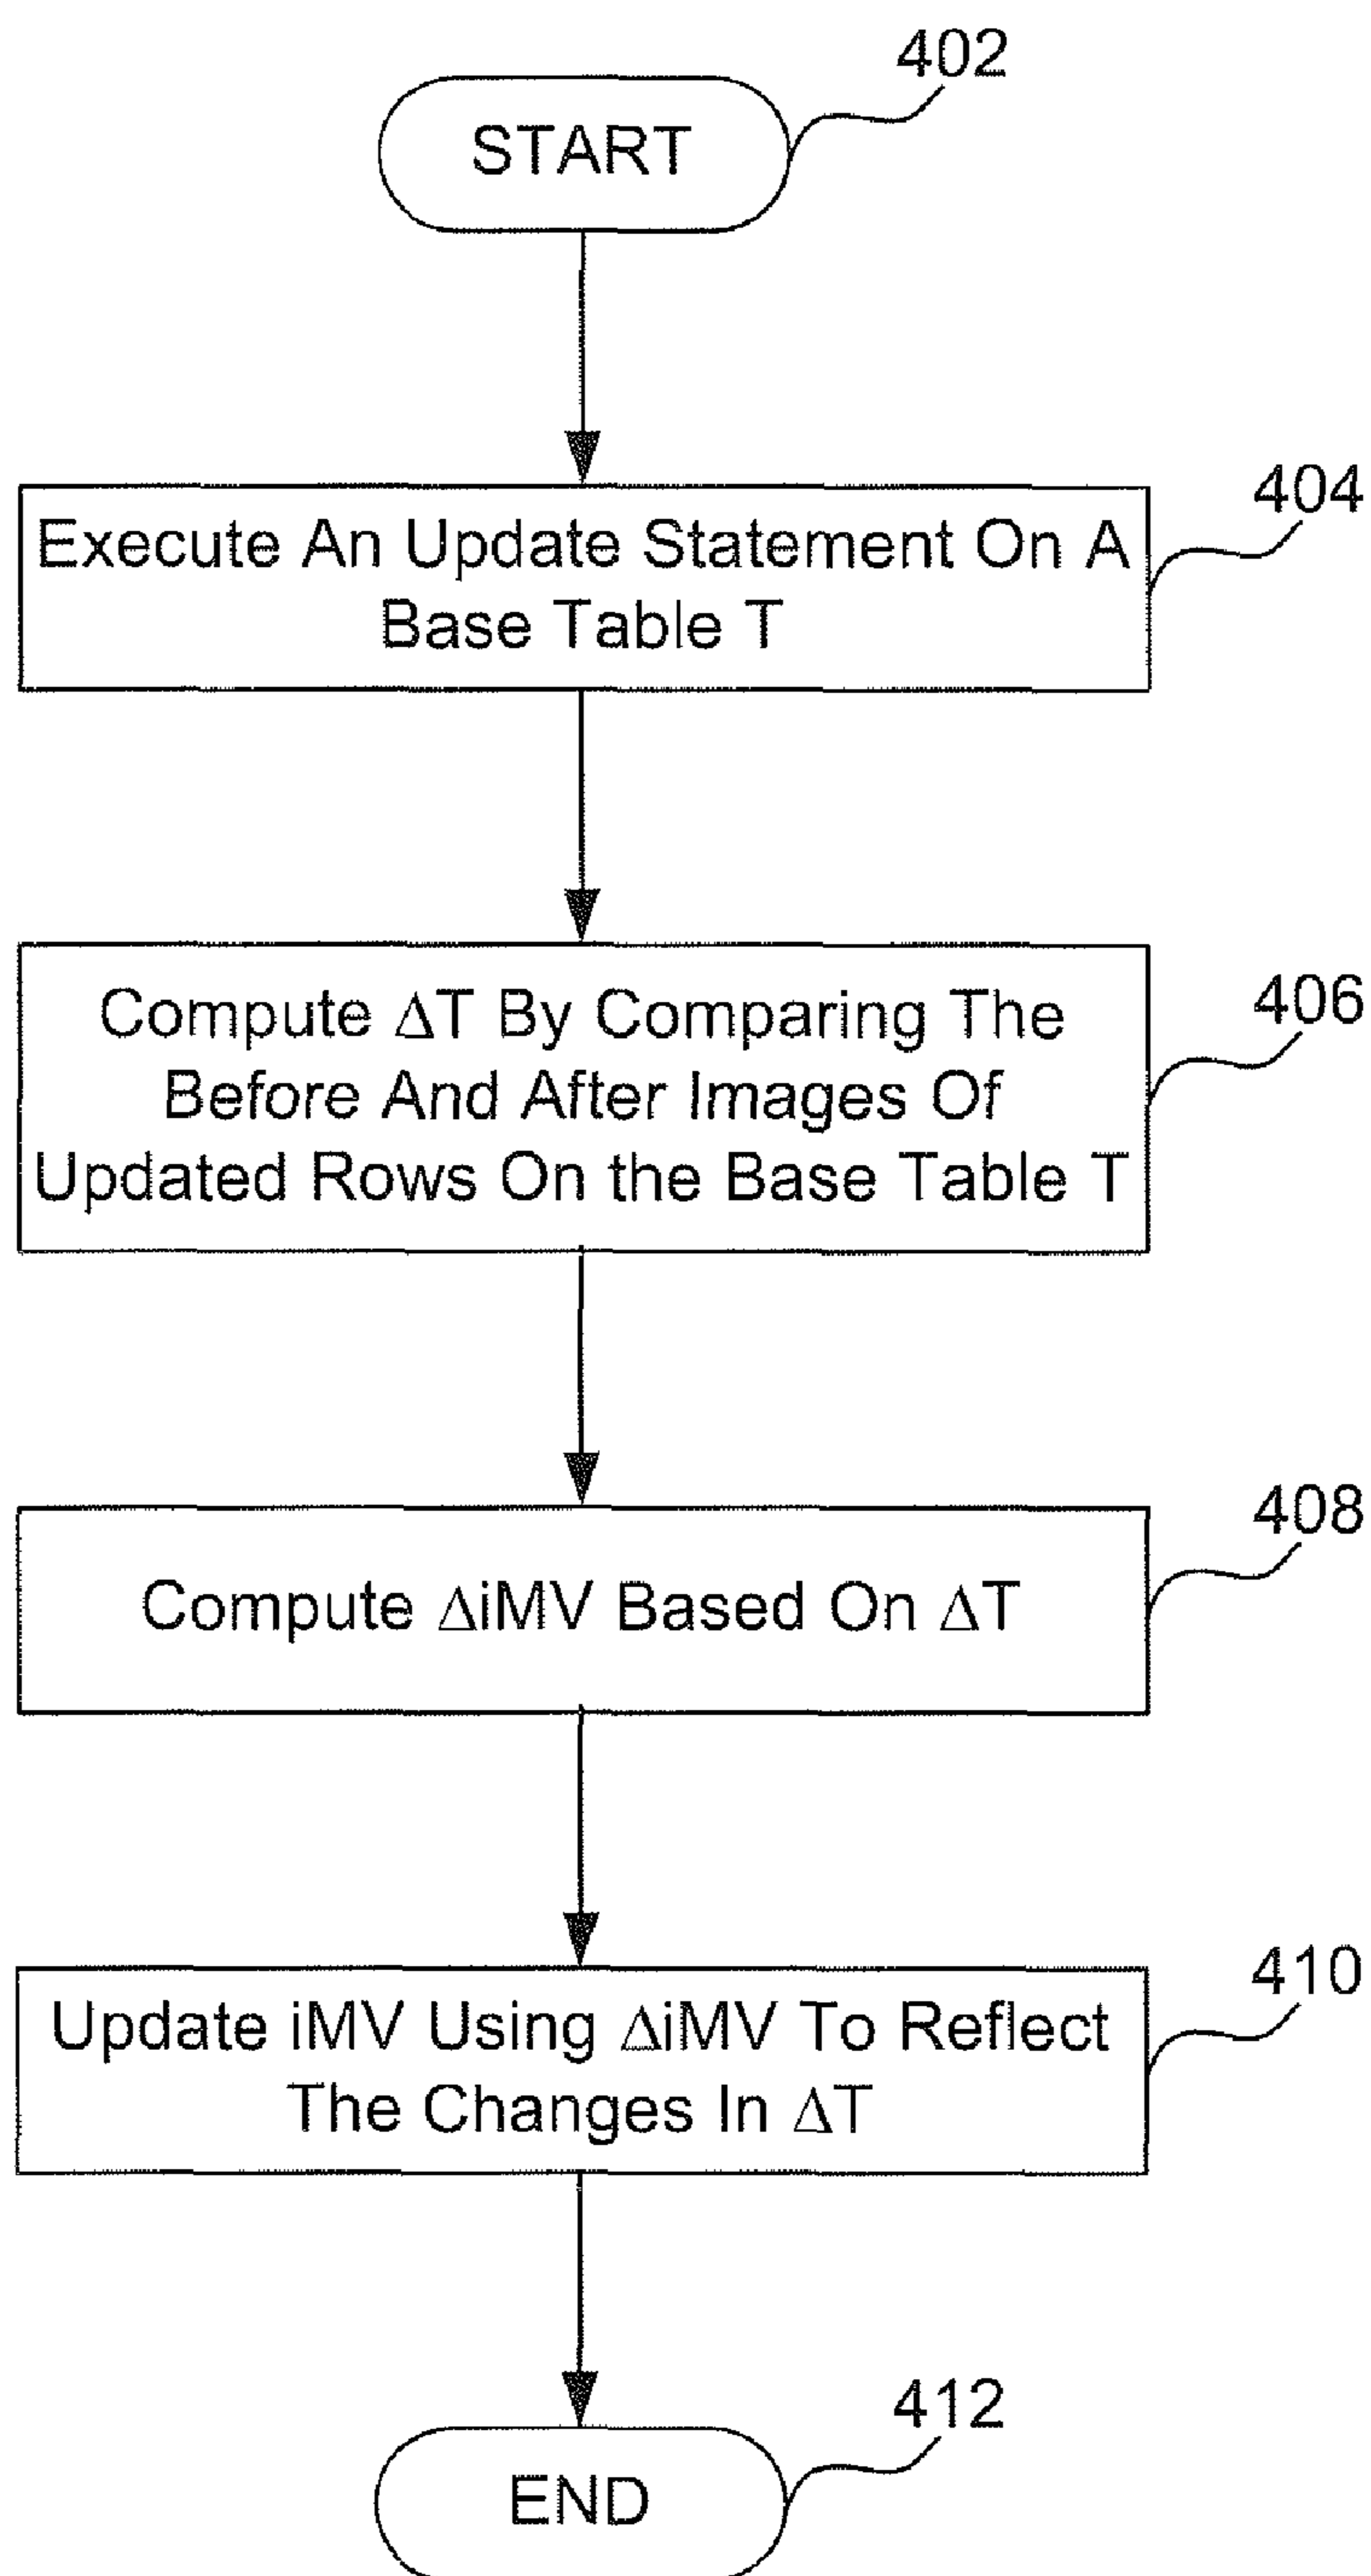 402
START
404
Execute An Update Statement On A
Base Table T
406
Compute ΔT By Comparing The
Before And After Images Of
Updated Rows On the Base Table T
408
Compute ΔiMV Based On ΔT
410
Update iMV Using ΔiMV To Reflect
The Changes In ΔT
412
END